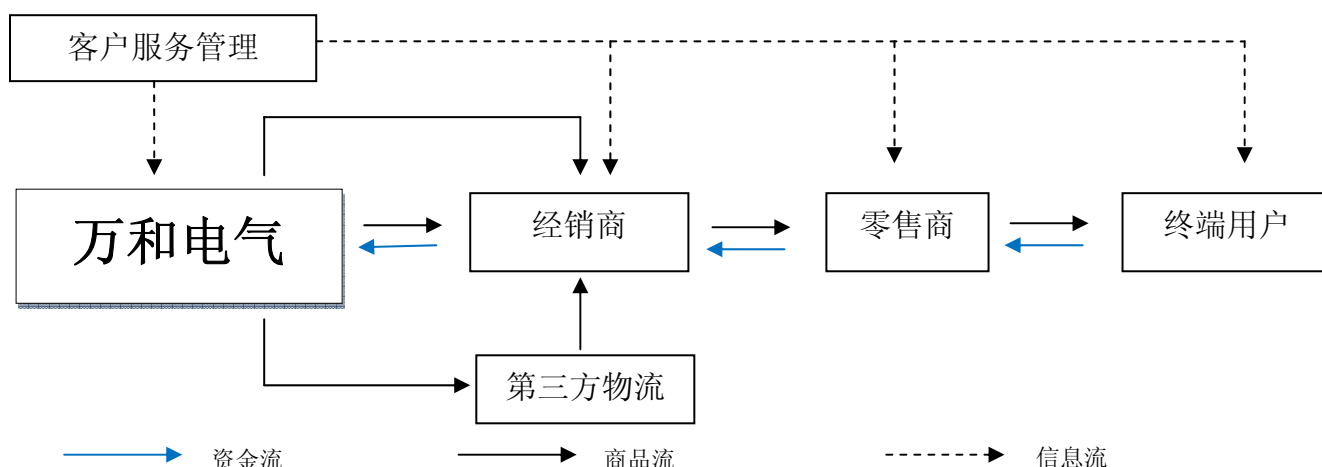 客户服务管理
万和电气
经销商
零售商
终端用户
第三方物流
资金流
商品流
信息流